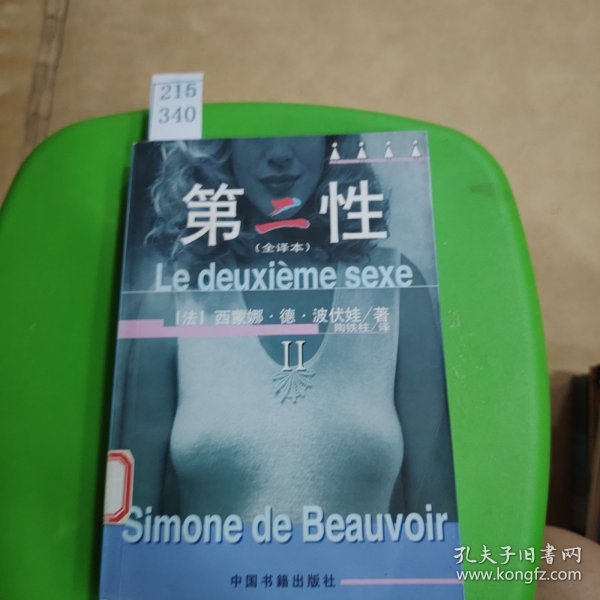 215
340
第二性
(全译本)
Le deuxième sexe
[法] 西蒙娜·德·波伏娃/著
陶铁柱/译
II
Simone de Beauvoir
中国书籍出版社
孔夫子旧书网
www.kongfz.com